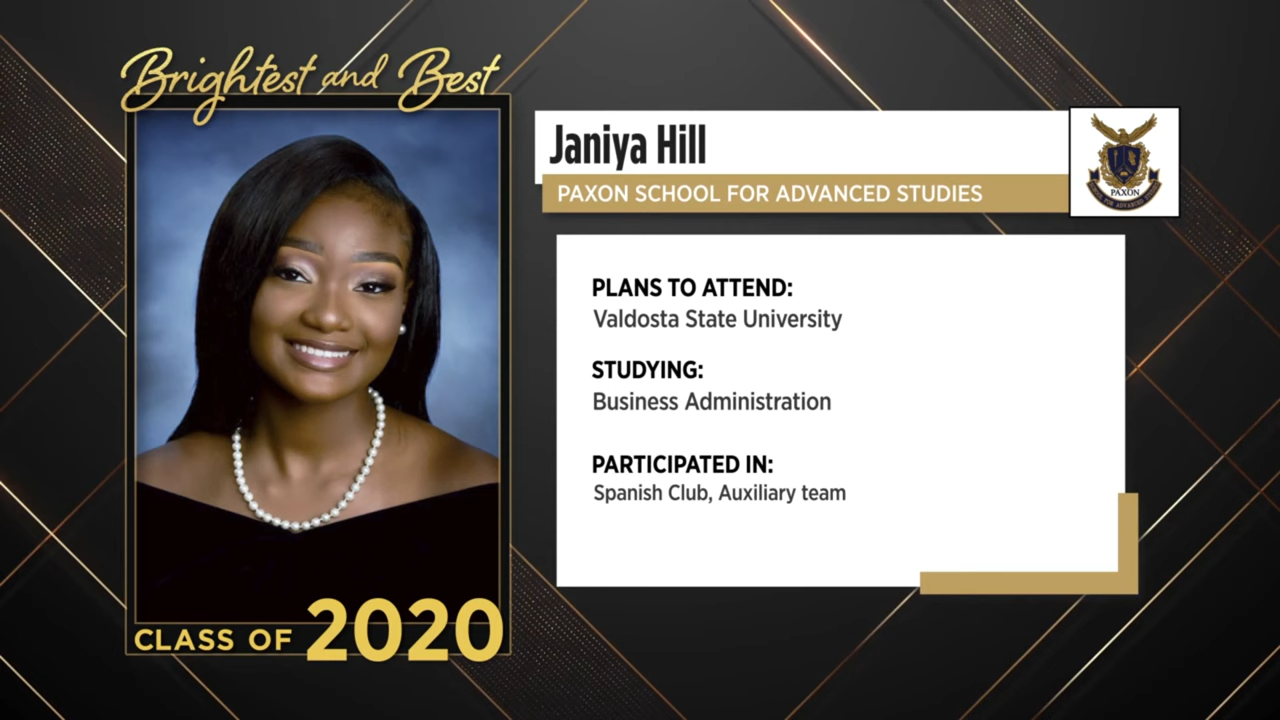 Brightest and Best
Janiya Hill
PAXON SCHOOL FOR ADVANCED STUDIES
PAXON
PLANS TO ATTEND:
Valdosta State University
STUDYING:
Business Administration
PARTICIPATED IN:
Spanish Club, Auxiliary team
CLASS OF 2020